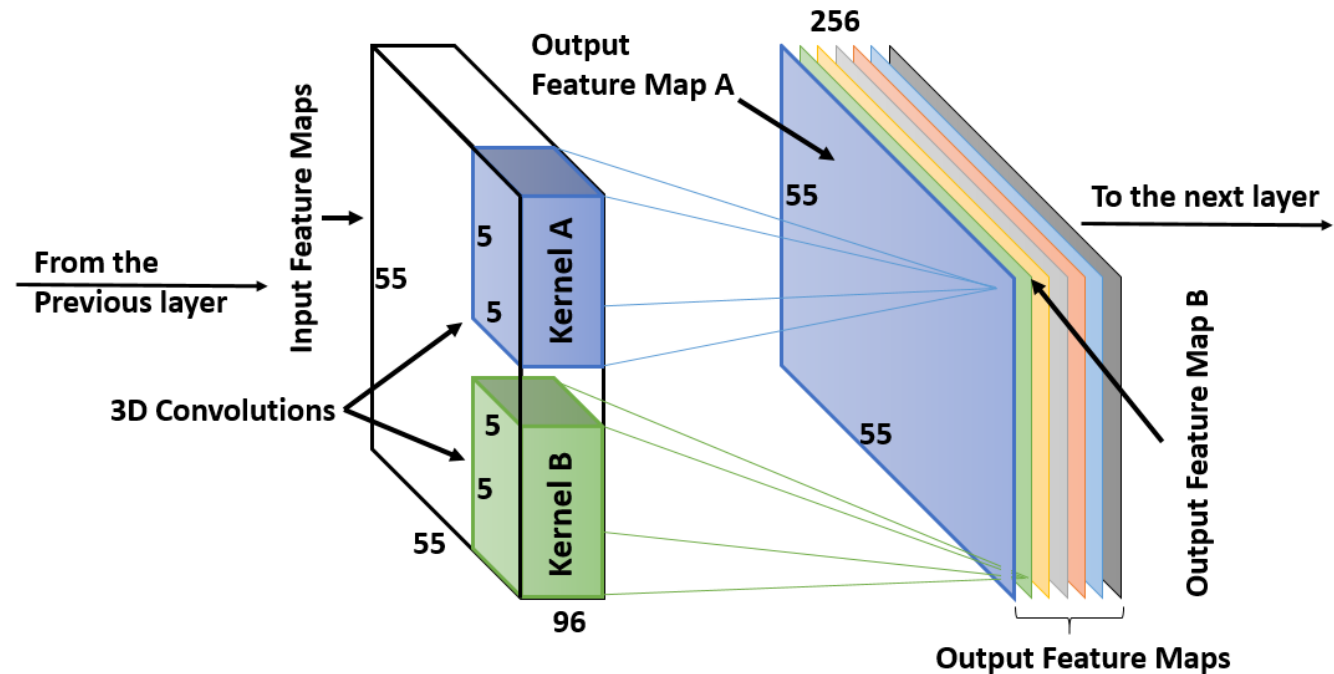 256
Output
Feature Map A
Input Feature Maps
55
To the next layer
5
Kernel A
From the
Previous layer
55
5
Output Feature Map B
3D Convolutions
5
55
Kernel B
5
55
96
Output Feature Maps